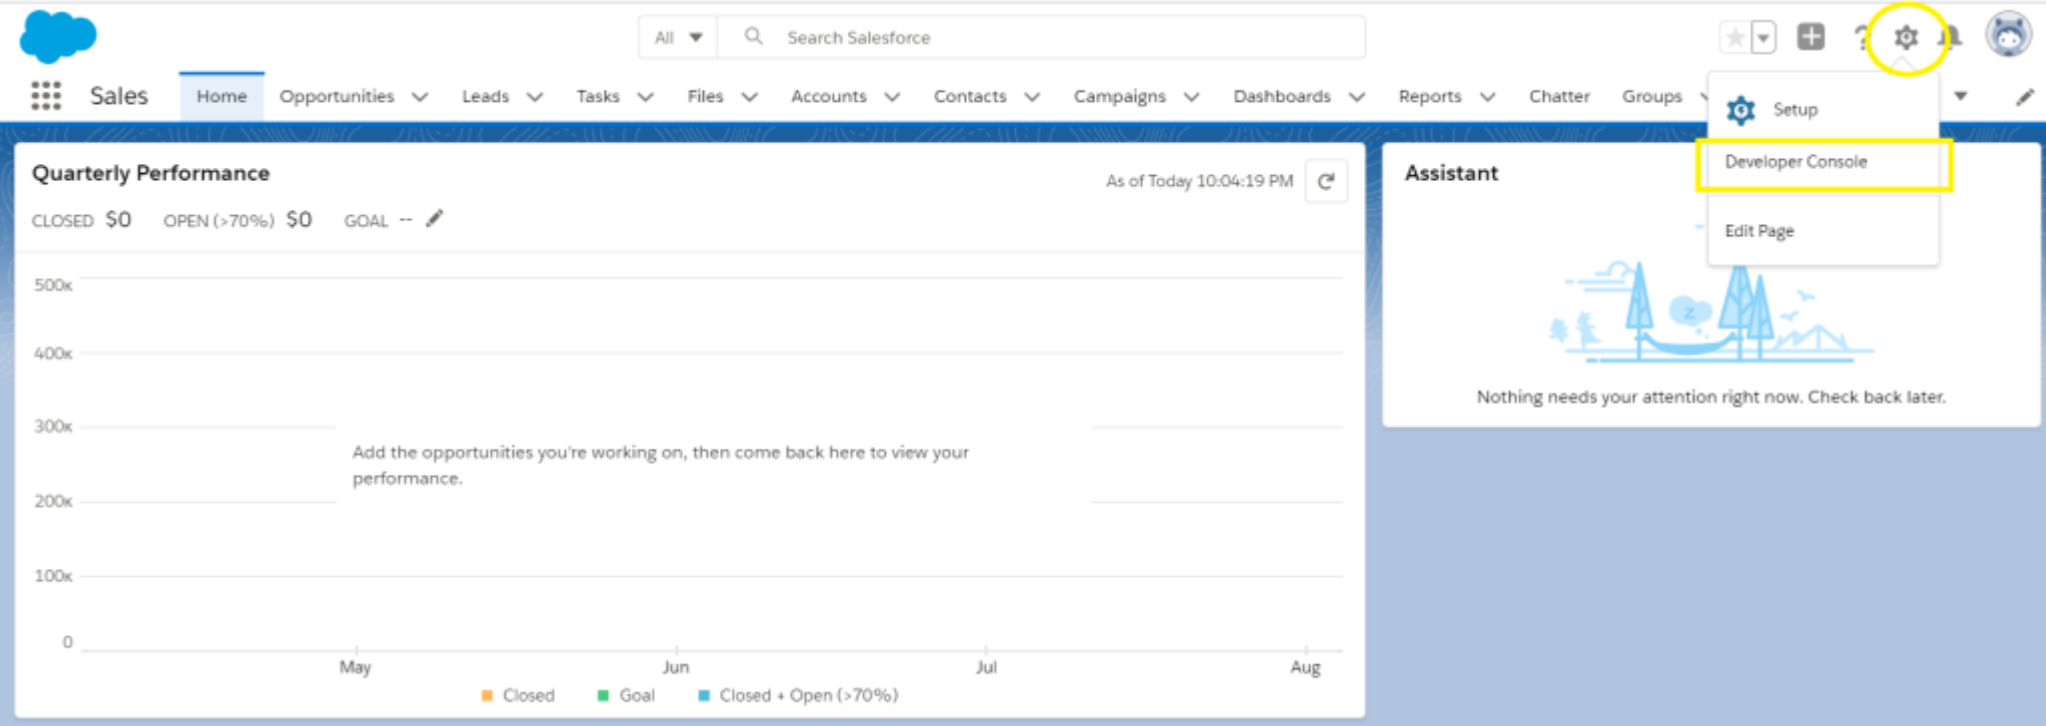 All
Search Salesforce
Sales
Home
Opportunities
Leads
Tasks
Files
Accounts
Contacts
Campaigns
Dashboards
Reports
Chatter
Groups
Setup
Developer Console
Edit Page
Quarterly Performance
As of Today 10:04:19 PM
CLOSED $0 OPEN (>70%) $0 GOAL --
500K
400K
300K
200K
100K
0
Add the opportunities you're working on, then come back here to view your
performance.
May
Jun
Jul
Aug
Closed
Goal
Closed + Open (>70%)
Assistant
z
Nothing needs your attention right now. Check back later.